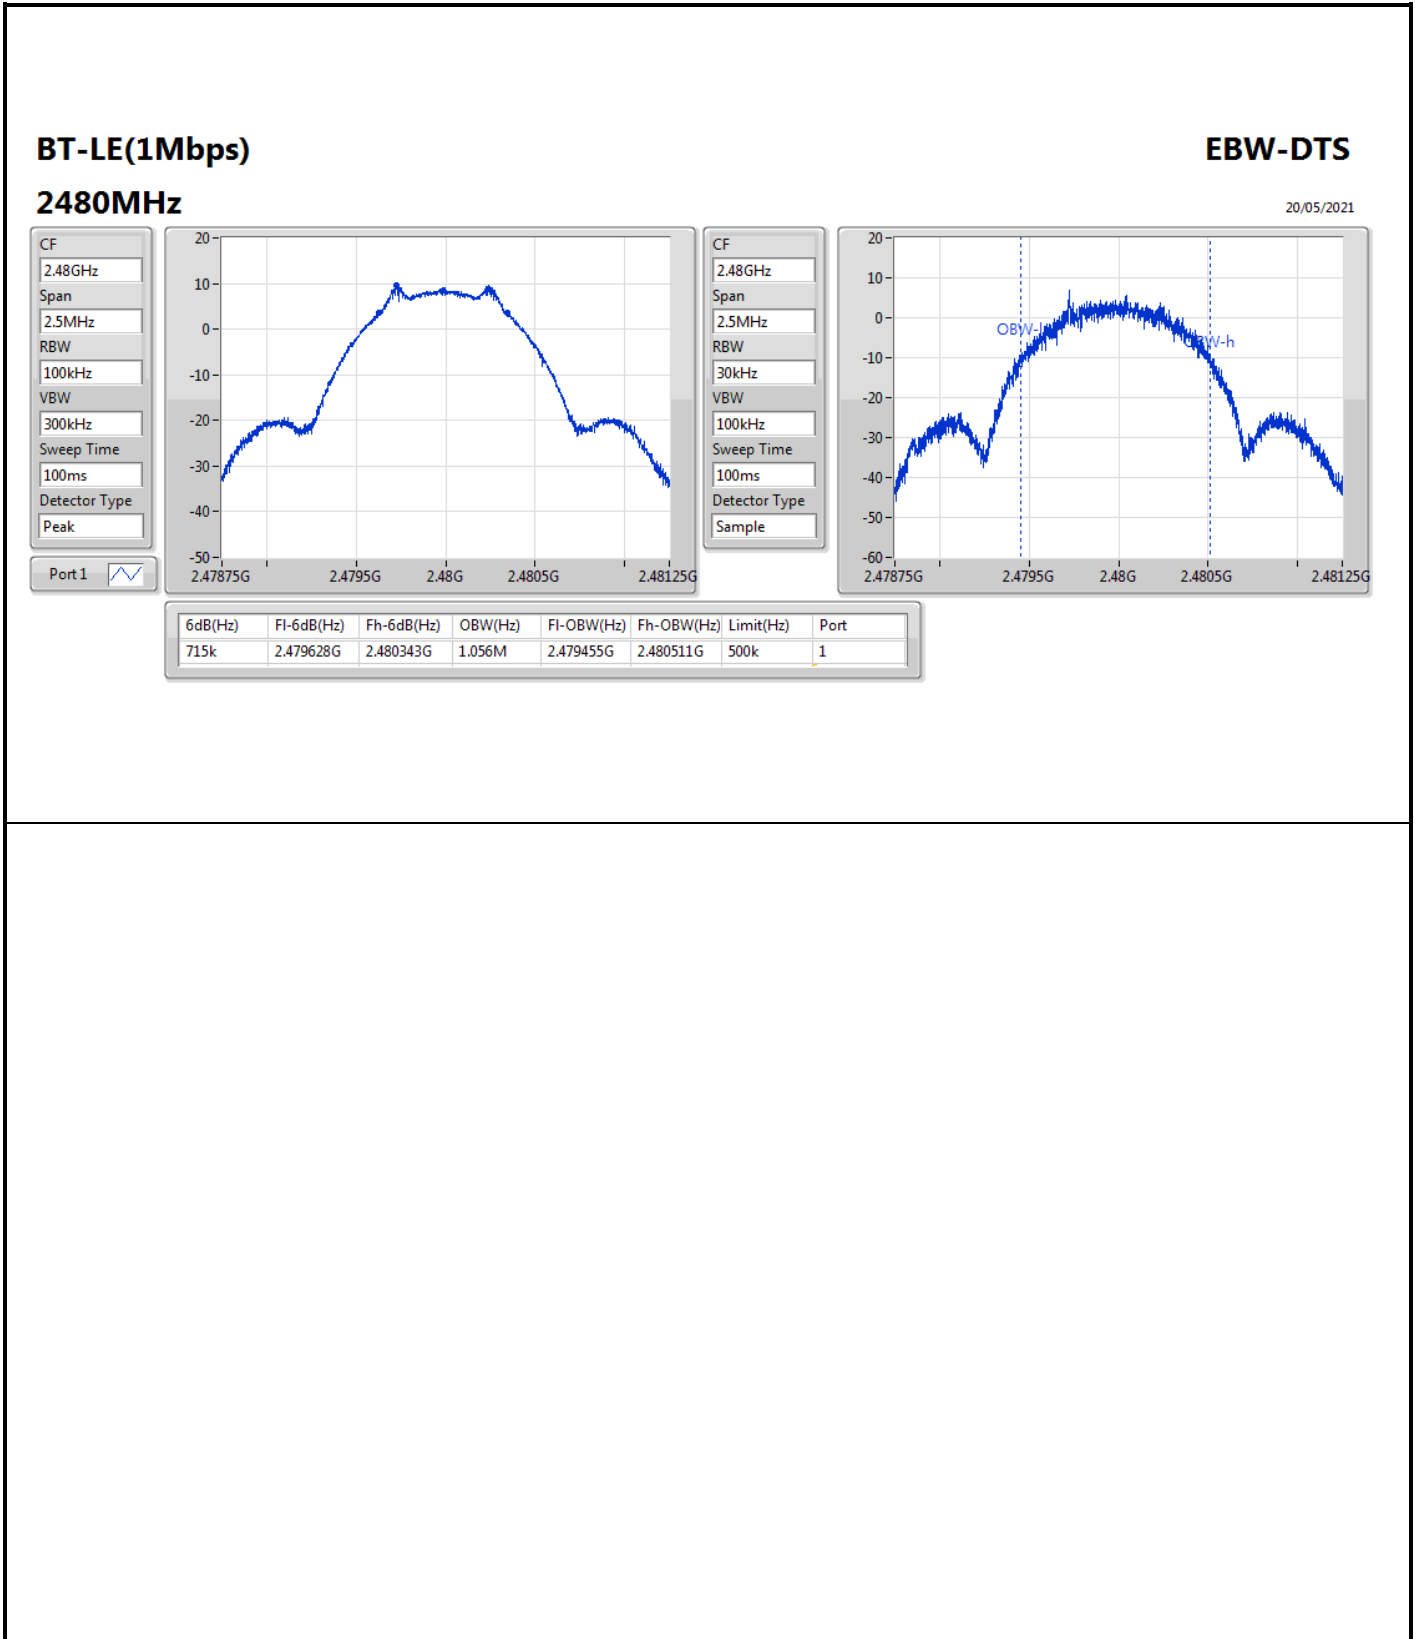 BT-LE(1Mbps)
EBW-DTS
2480MHz
20/05/2021
CF
2.48GHz
Span
2.5MHz
RBW
100kHz
VBW
300kHz
Sweep Time
100ms
Detector Type
Peak
Port 1
20
10
0
-10
-20
-30
-40
-50
2.47875G 2.4795G 2.48G 2.4805G 2.48125G
CF
2.48GHz
Span
2.5MHz
RBW
30kHz
VBW
100kHz
Sweep Time
100ms
Detector Type
Sample
20
10
0
-10
-20
-30
-40
-50
-60
OBW-l
OBW-h
2.47875G 2.4795G 2.48G 2.4805G 2.48125G
6dB(Hz) Fl-6dB(Hz) Fh-6dB(Hz) OBW(Hz) Fl-OBW(Hz) Fh-OBW(Hz) Limit(Hz) Port
715k 2.479628G 2.480343G 1.056M 2.479455G 2.480511G 500k 1